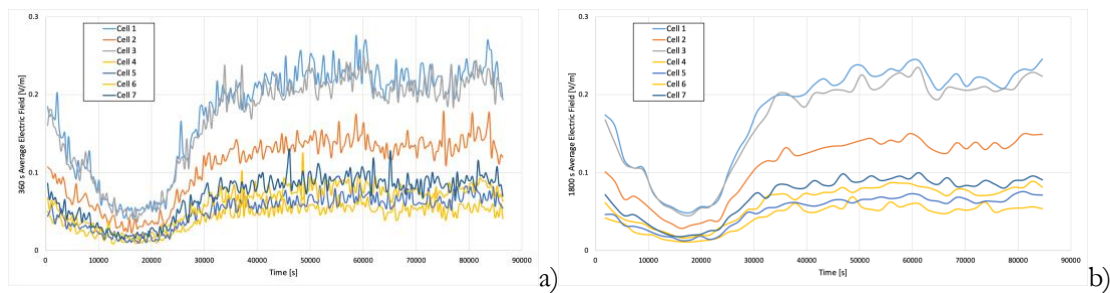 0.3
0.2
0.1
0
360 s Average Electric Field [V/m]
Cell 1
Cell 2
Cell 3
Cell 4
Cell 5
Cell 6
Cell 7
0 10000 20000 30000 40000 50000 60000 70000 80000 90000
Time [s]
a)
0.3
0.2
0.1
0
1800 s Average Electric Field [V/m]
Cell 1
Cell 2
Cell 3
Cell 4
Cell 5
Cell 6
Cell 7
0 10000 20000 30000 40000 50000 60000 70000 80000 90000
Time [s]
b)